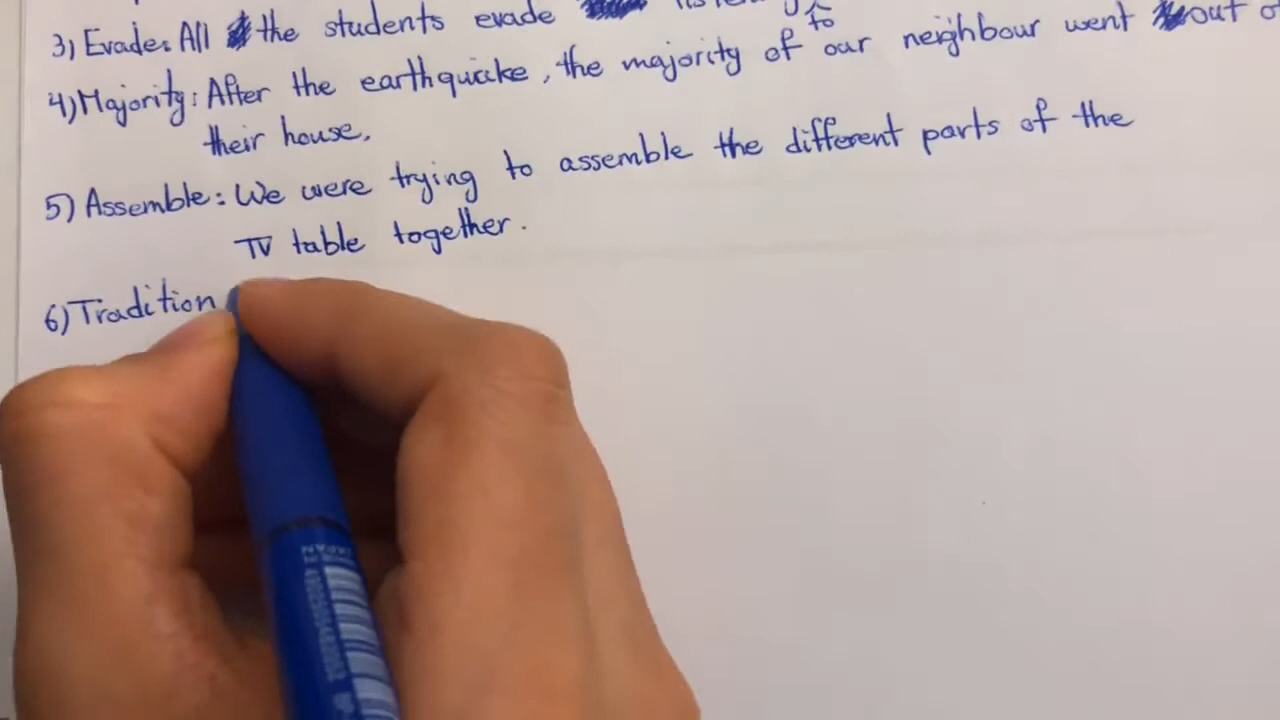 3) Evade: All the students evade to
4) Majority: After the earthquake, the majority of our neighbour went out of
their house.
5) Assemble: We were trying to assemble the different parts of the
TV table together.
6) Tradition
JAPAN